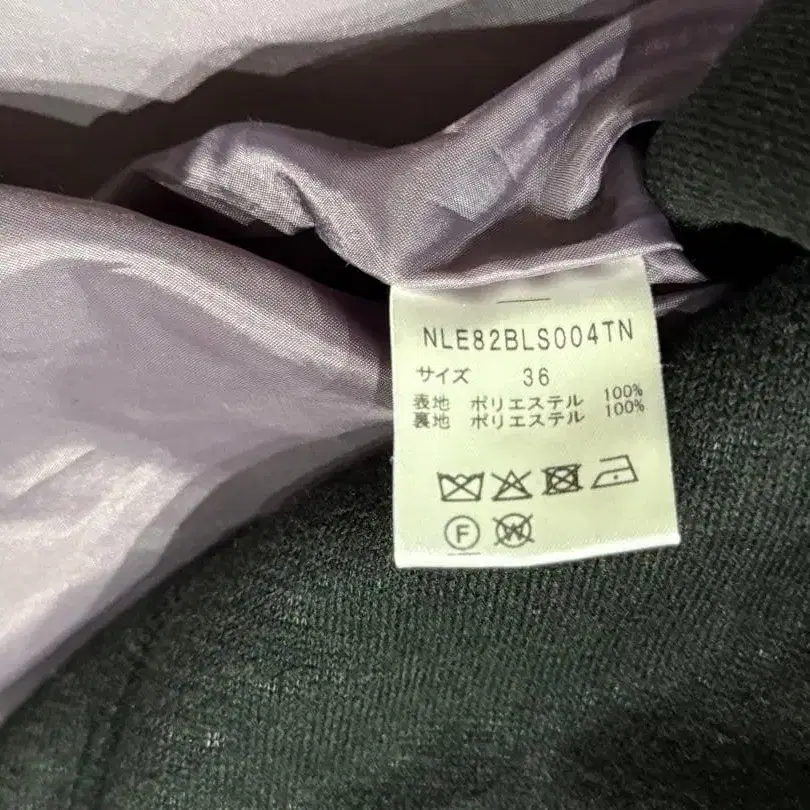 NLE82BLS004TN
サイズ 36
表地 ポリエステル 100%
裏地 ポリエステル 100%
F W